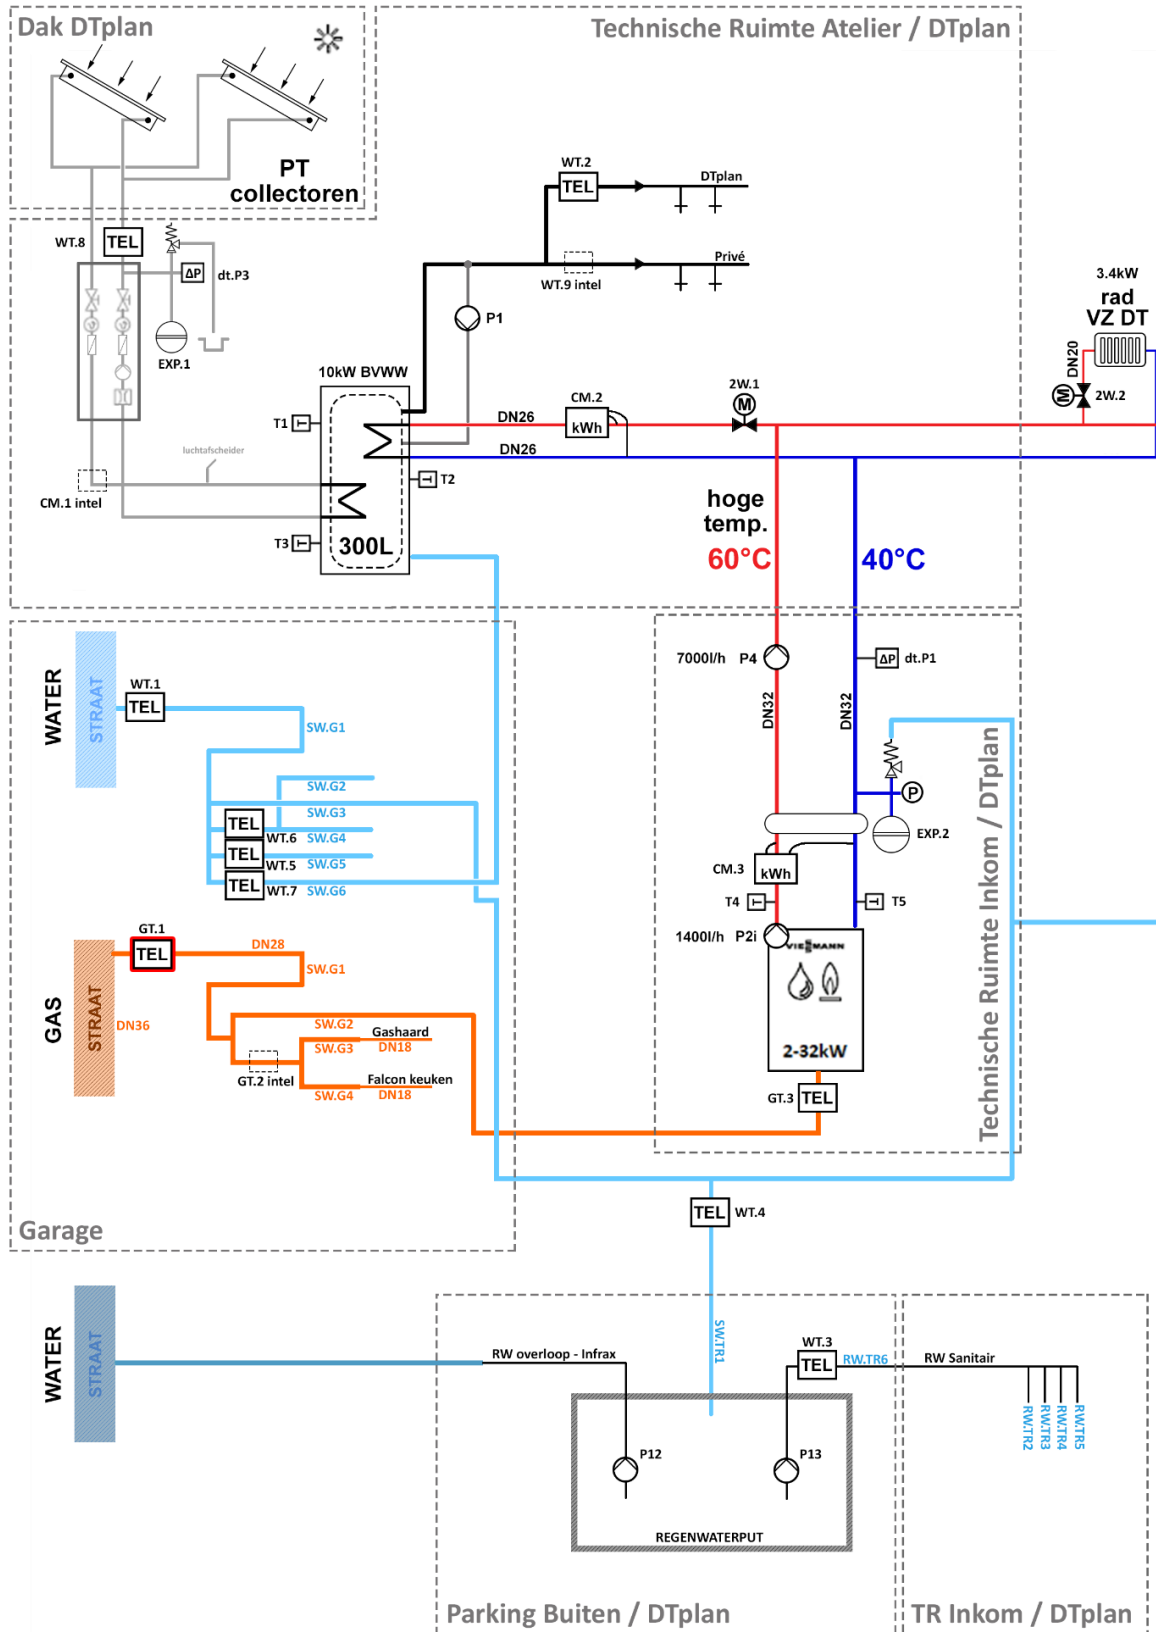 Dak DTplan
Technische Ruimte Atelier / DTplan
PT
collectoren
WT.2
TEL
DTplan
WT.8
TEL
ΔP
dt.P3
Privé
WT.9 intel
EXP.1
P1
3.4kW
rad
VZ DT
DN20
M
2W.2
10kW BVWW
CM.2
kWh
M
2W.1
T1
T
DN26
DN26
luchtafscheider
T
T2
CM.1 intel
T3
T
300L
hoge
temp.
60°C
40°C
WATER
STRAAT
WT.1
TEL
SW.G1
SW.G2
SW.G3
TEL
WT.6
SW.G4
TEL
WT.5
SW.G5
TEL
WT.7
SW.G6
7000l/h
P4
ΔP
dt.P1
DN32
DN32
P
EXP.2
CM.3
kWh
T4
T
T
T5
1400l/h
P2i
VIESMANN
2-32kW
GT.3
TEL
Technische Ruimte Inkom / DTplan
GAS
STRAAT
GT.1
TEL
DN28
SW.G1
DN36
SW.G2
Gashaard
SW.G3
DN18
GT.2 intel
Falcon keuken
SW.G4
DN18
Garage
TEL
WT.4
WATER
STRAAT
RW overloop - Infrax
SW.TR1
WT.3
TEL
RW.TR6
RW Sanitair
RW.TR2
RW.TR3
RW.TR4
RW.TR5
P12
P13
REGENWATERPUT
Parking Buiten / DTplan
TR Inkom / DTplan